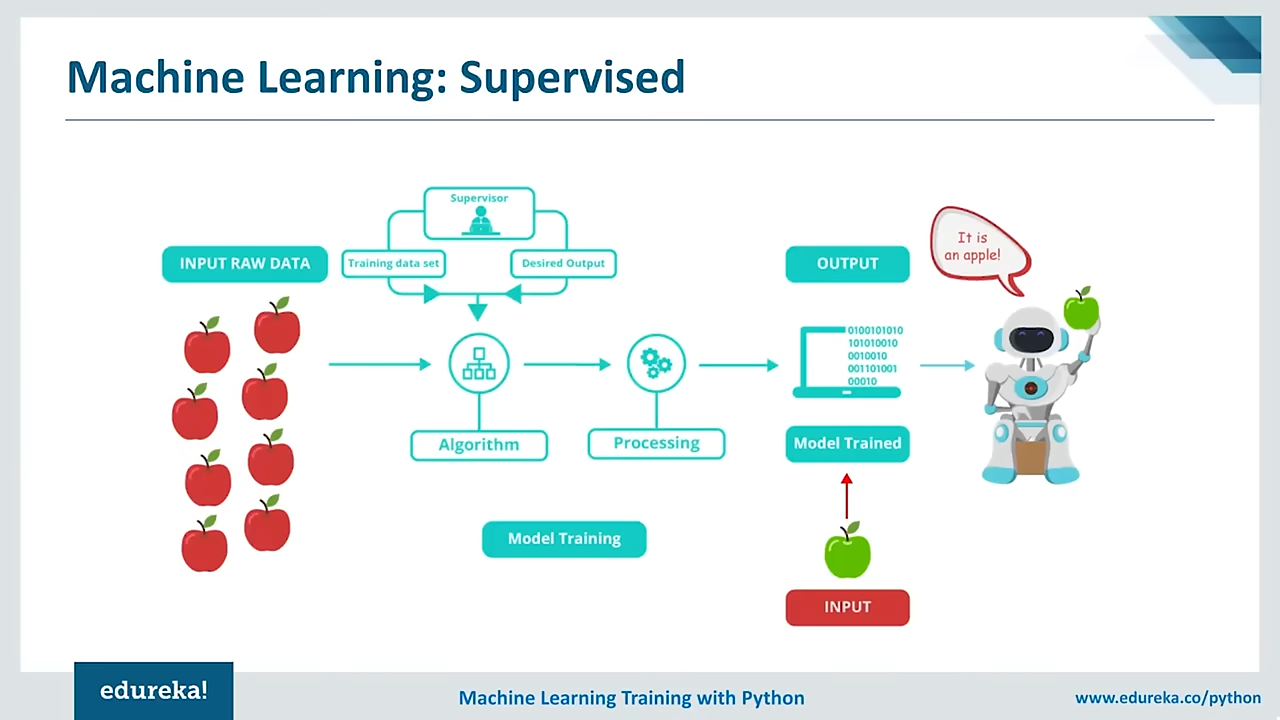 Machine Learning: Supervised
Supervisor
INPUT RAW DATA
Training data set
Desired Output
OUTPUT
It is
an apple!
0100101010
101010010
0010010
001101001
00010
Algorithm
Processing
Model Trained
Model Training
INPUT
edureka!
Machine Learning Training with Python
www.edureka.co/python